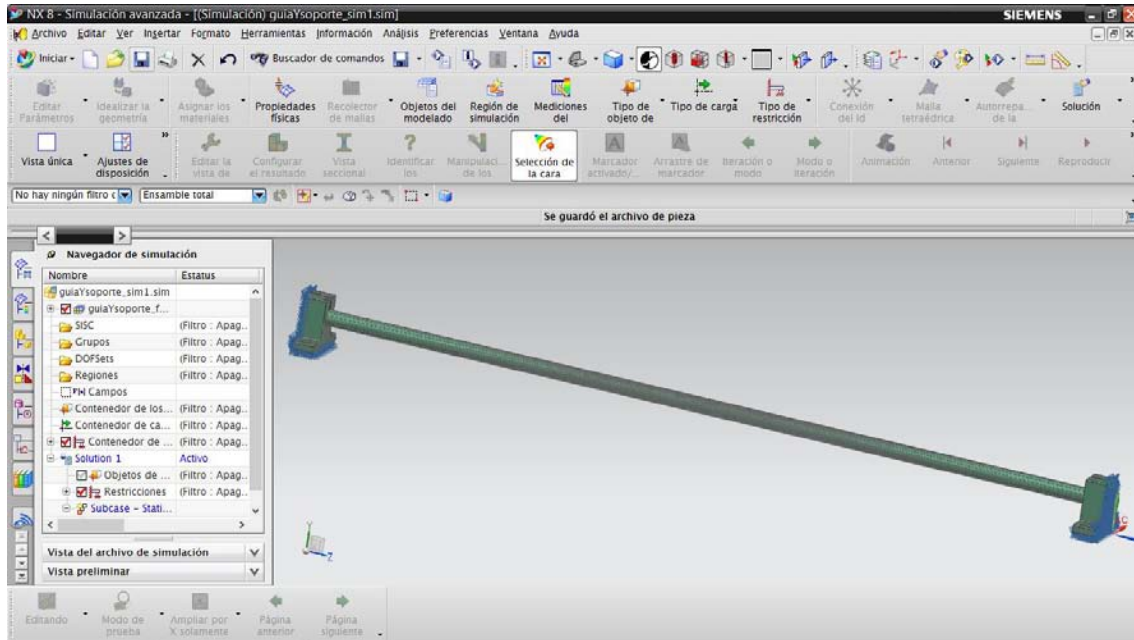 NX 8 - Simulación avanzada - [(Simulación) guiaYsoporte_sim1.sim] SIEMENS
Archivo Editar Ver Insertar Formato Herramientas Información Análisis Preferencias Ventana Ayuda
Iniciar Buscador de comandos
Editar Parámetros Idealizar la geometría Asignar los materiales Propiedades físicas Recolector de mallas Objetos del modelado Región de simulación Mediciones del Tipo de objeto de Tipo de carga Tipo de restricción Conexión del ld Malla tetraédrica Autorrepa... de la Solución
Vista única Ajustes de disposición Editar la vista de Configurar el resultado Vista seccional Identificar los Manipulaci... de los Selección de la cara Marcador activado/... Arrastre de marcador Iteración o modo Modo o iteración Animación Anterior Siguiente Reproducir
No hay ningún filtro c Ensamble total
Se guardó el archivo de pieza
Navegador de simulación
Nombre Estatus
guiaYsoporte_sim1.sim
guiaYsoporte_f...
SISC (Filtro : Apag...
Grupos (Filtro : Apag...
DOFSets (Filtro : Apag...
Regiones (Filtro : Apag...
Campos
Contenedor de los... (Filtro : Apag...
Contenedor de ca... (Filtro : Apag...
Contenedor de ... (Filtro : Apag...
Solution 1 Activo
Objetos de ... (Filtro : Apag...
Restricciones (Filtro : Apag...
Subcase - Stati...
Vista del archivo de simulación
Vista preliminar
Y
Z
Editando Modo de prueba Ampliar por X solamente Página anterior Página siguiente